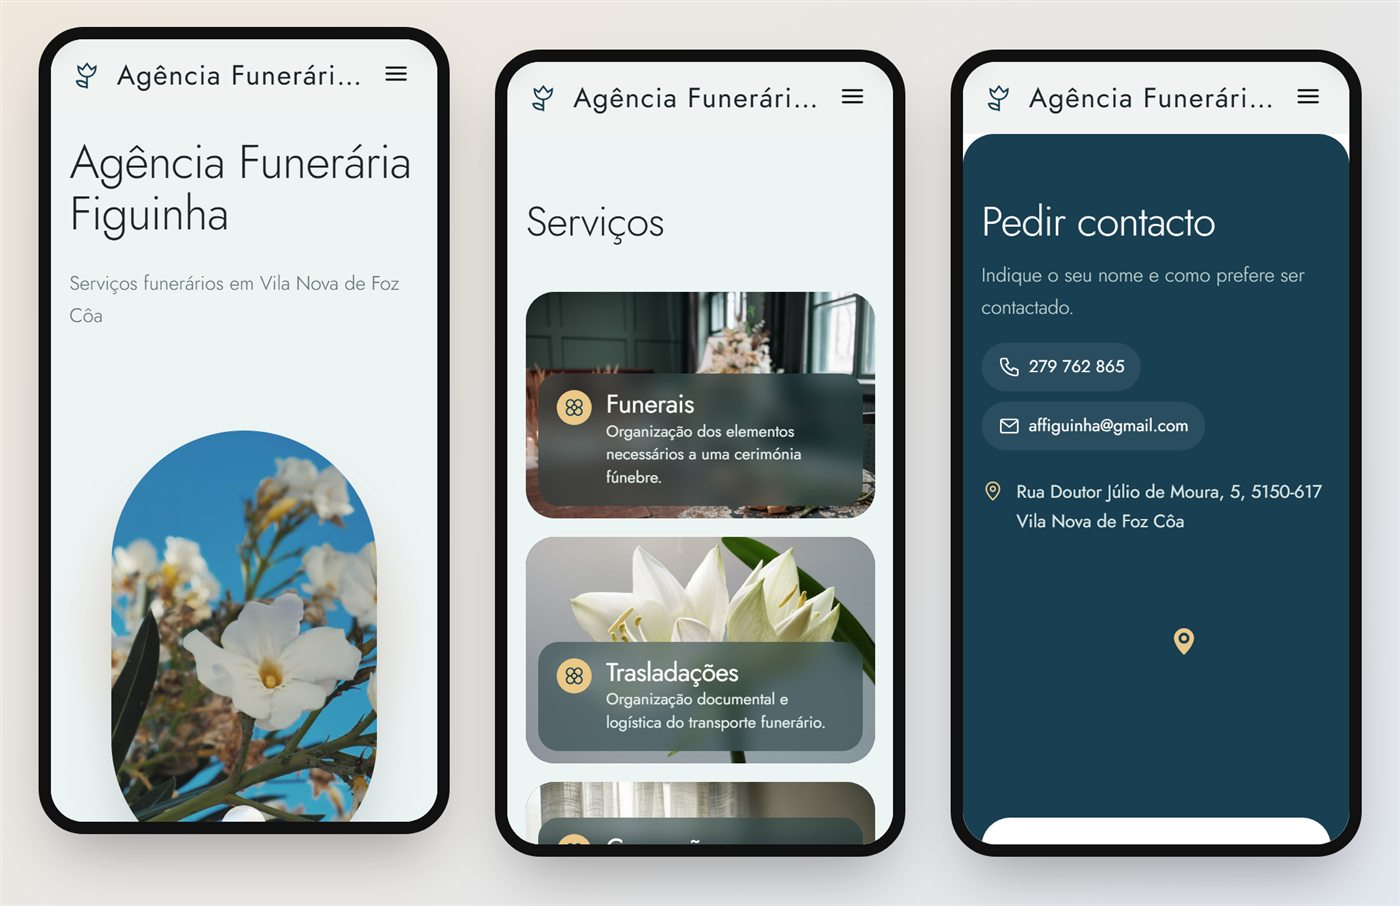 Agência Funerári...
Agência Funerária
Figuinha
Serviços funerários em Vila Nova de Foz
Côa
Agência Funerári...
Serviços
Funerais
Organização dos elementos
necessários a uma cerimónia
fúnebre.
Trasladações
Organização documental e
logística do transporte funerário.
Agência Funerári...
Pedir contacto
Indique o seu nome e como prefere ser
contactado.
279 762 865
affiguinha@gmail.com
Rua Doutor Júlio de Moura, 5, 5150-617
Vila Nova de Foz Côa